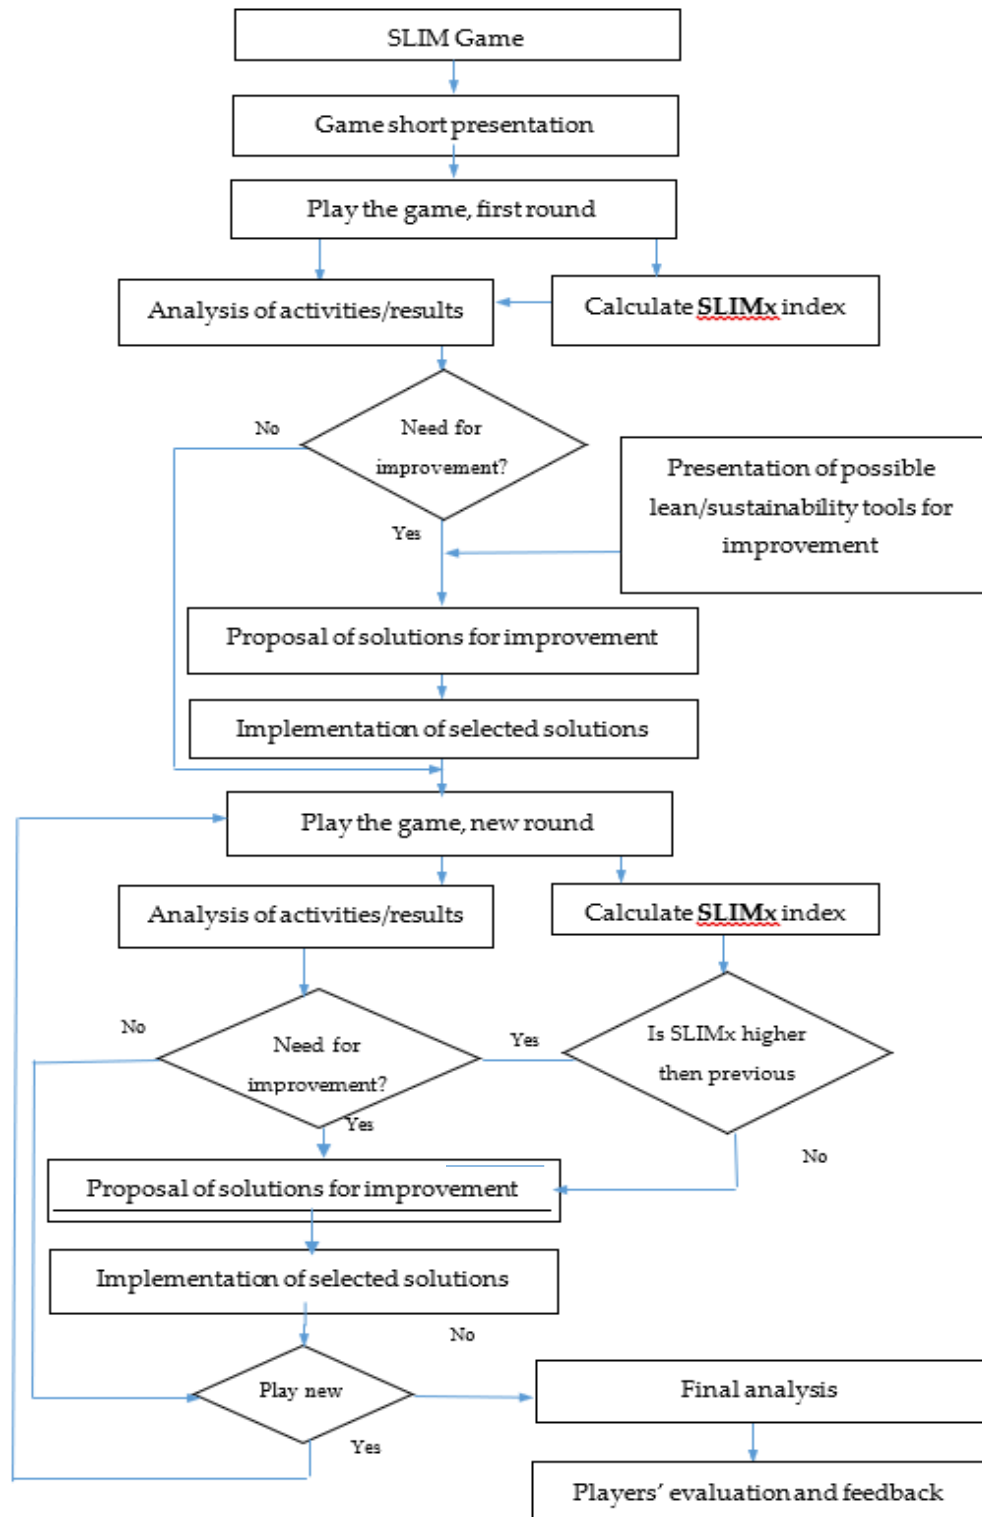 SLIM Game
Game short presentation
Play the game, first round
Analysis of activities/results
Calculate SLIMx index
No
Need for
improvement?
Yes
Presentation of possible
lean/sustainability tools for
improvement
Proposal of solutions for improvement
Implementation of selected solutions
Play the game, new round
Analysis of activities/results
Calculate SLIMx index
No
Need for
improvement?
Yes
Is SLIMx higher
then previous
Yes
No
Proposal of solutions for improvement
Implementation of selected solutions
No
Play new
Yes
Final analysis
Players’ evaluation and feedback